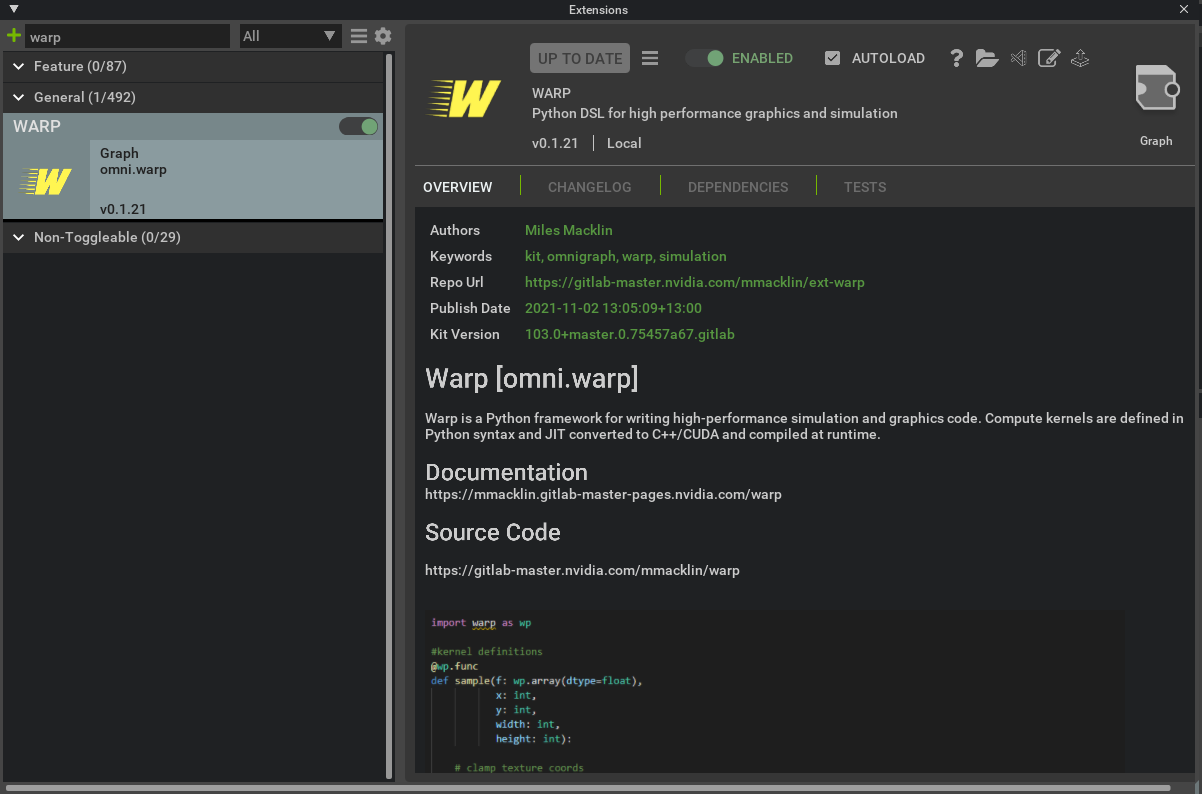 Extensions
warp
All
Feature (0/87)
General (1/492)
WARP
Graph
omni.warp
v0.1.21
Non-Toggleable (0/29)
UP TO DATE
ENABLED
AUTOLOAD
?
W
WARP
Python DSL for high performance graphics and simulation
v0.1.21 | Local
Graph
OVERVIEW
CHANGELOG
DEPENDENCIES
TESTS
Authors Miles Macklin
Keywords kit, omnigraph, warp, simulation
Repo Url https://gitlab-master.nvidia.com/mmacklin/ext-warp
Publish Date 2021-11-02 13:05:09+13:00
Kit Version 103.0+master.0.75457a67.gitlab
Warp [omni.warp]
Warp is a Python framework for writing high-performance simulation and graphics code. Compute kernels are defined in
Python syntax and JIT converted to C++/CUDA and compiled at runtime.
Documentation
https://mmacklin.gitlab-master-pages.nvidia.com/warp
Source Code
https://gitlab-master.nvidia.com/mmacklin/warp
import warp as wp
#kernel definitions
@wp.func
def sample(f: wp.array(dtype=float),
x: int,
y: int,
width: int,
height: int):
# clamp texture coords